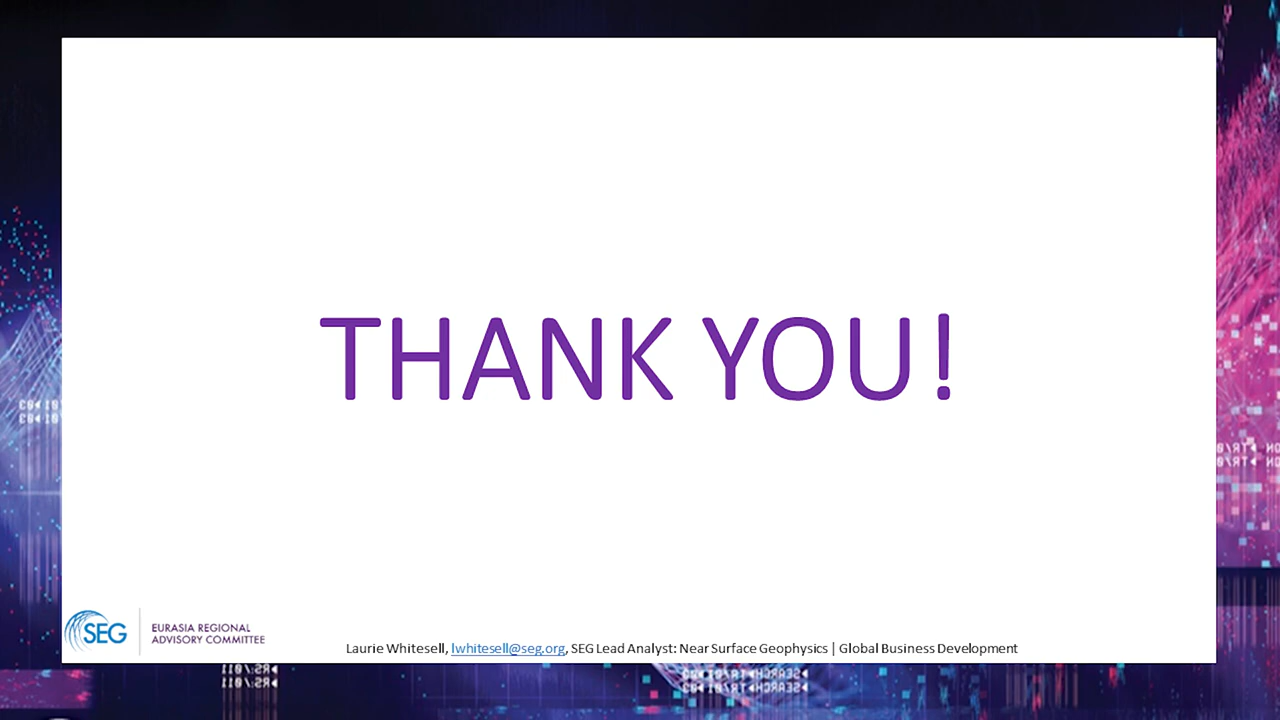 THANK YOU!
SEG
EURASIA REGIONAL
ADVISORY COMMITTEE
Laurie Whitesell, lwhitesell@seg.org, SEG Lead Analyst: Near Surface Geophysics | Global Business Development